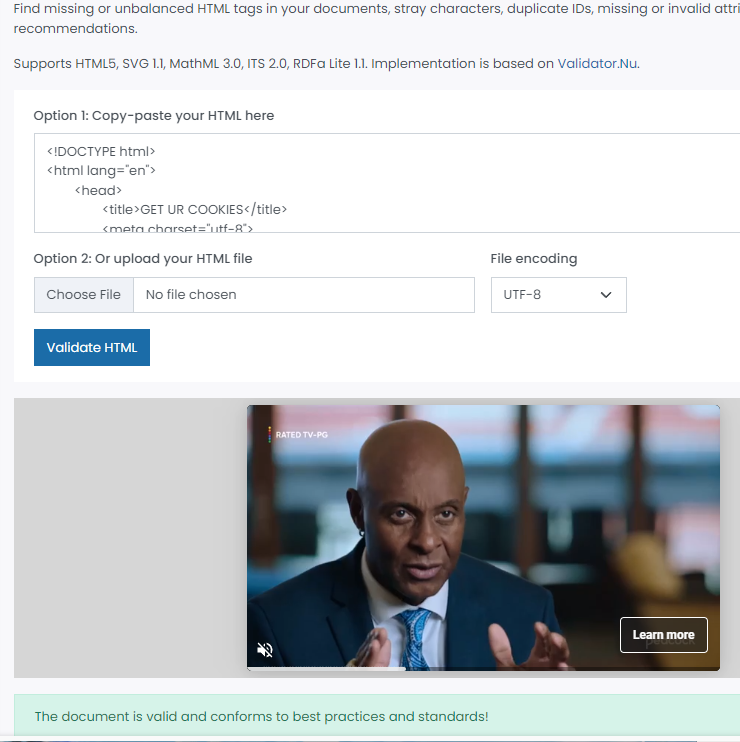 Find missing or unbalanced HTML tags in your documents, stray characters, duplicate IDs, missing or invalid attri
recommendations.
Supports HTML5, SVG 1.1, MathML 3.0, ITS 2.0, RDFa Lite 1.1. Implementation is based on Validator.Nu.
Option 1: Copy-paste your HTML here
<!DOCTYPE html>
<html lang="en">
<head>
<title>GET UR COOKIES</title>
<meta charset="utf-8">
Option 2: Or upload your HTML file
File encoding
Choose File No file chosen
UTF-8
Validate HTML
RATED TV-PG
Learn more
peacock
The document is valid and conforms to best practices and standards!